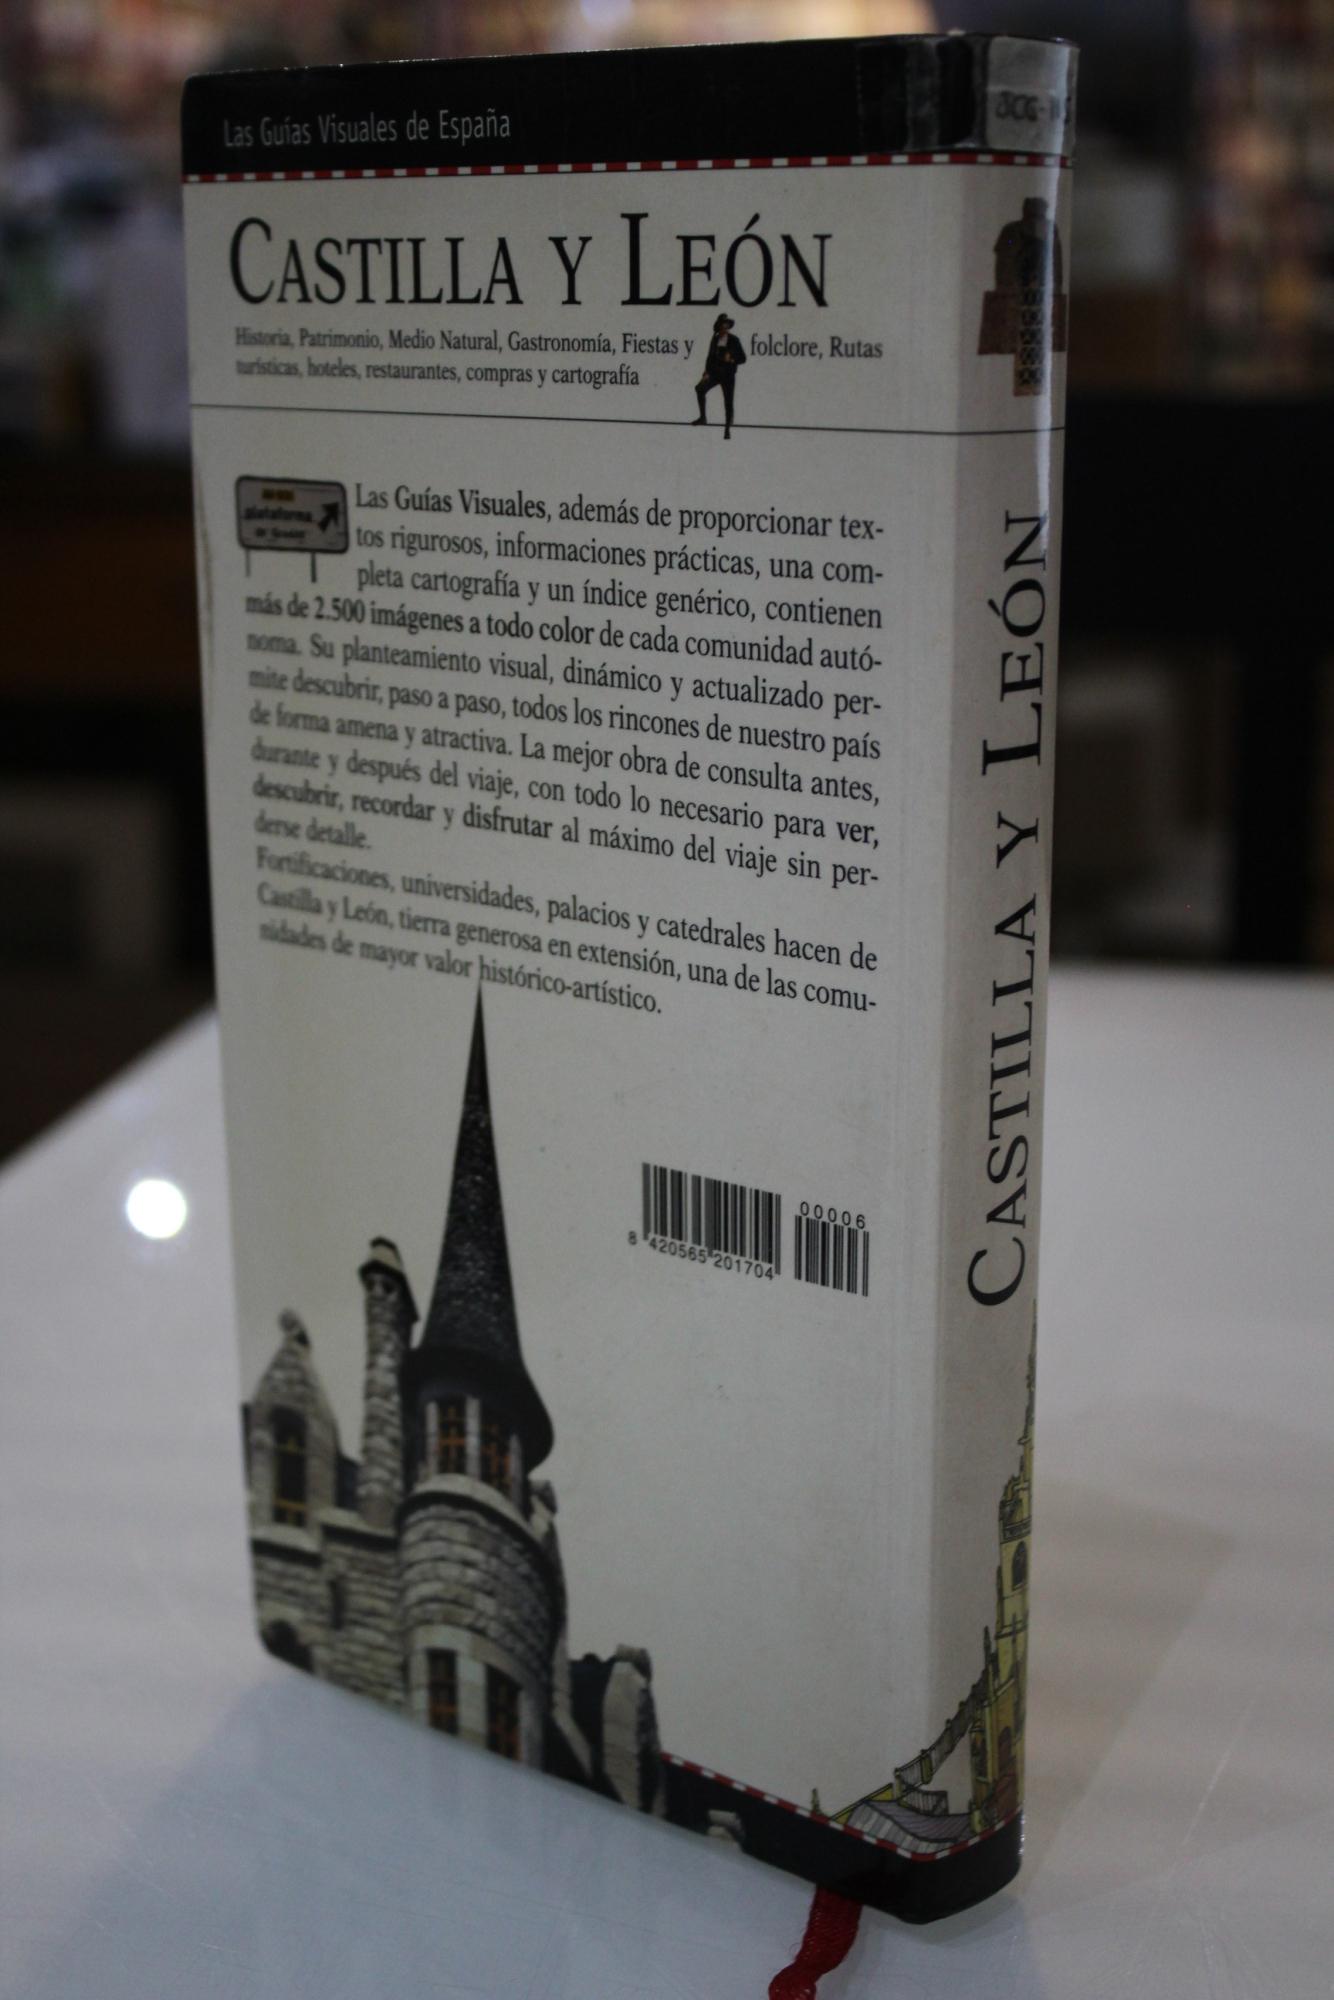 Las Guías Visuales de España
CASTILLA Y LEÓN
Historia, Patrimonio, Medio Natural, Gastronomía, Fiestas y folclore, Rutas
turísticas, hoteles, restaurantes, compras y cartografía
plataforma
Las Guías Visuales, además de proporcionar tex-
tos rigurosos, informaciones prácticas, una com-
pleta cartografía y un índice genérico, contienen
más de 2.500 imágenes a todo color de cada comunidad autó-
noma. Su planteamiento visual, dinámico y actualizado per-
mite descubrir, paso a paso, todos los rincones de nuestro país
de forma amena y atractiva. La mejor obra de consulta antes,
durante y después del viaje, con todo lo necesario para ver,
descubrir, recordar y disfrutar al máximo del viaje sin per-
derse detalle.
Fortificaciones, universidades, palacios y catedrales hacen de
Castilla y León, tierra generosa en extensión, una de las comu-
nidades de mayor valor histórico-artístico.
00006
8 420565 201704
CASTILLA Y LEÓN